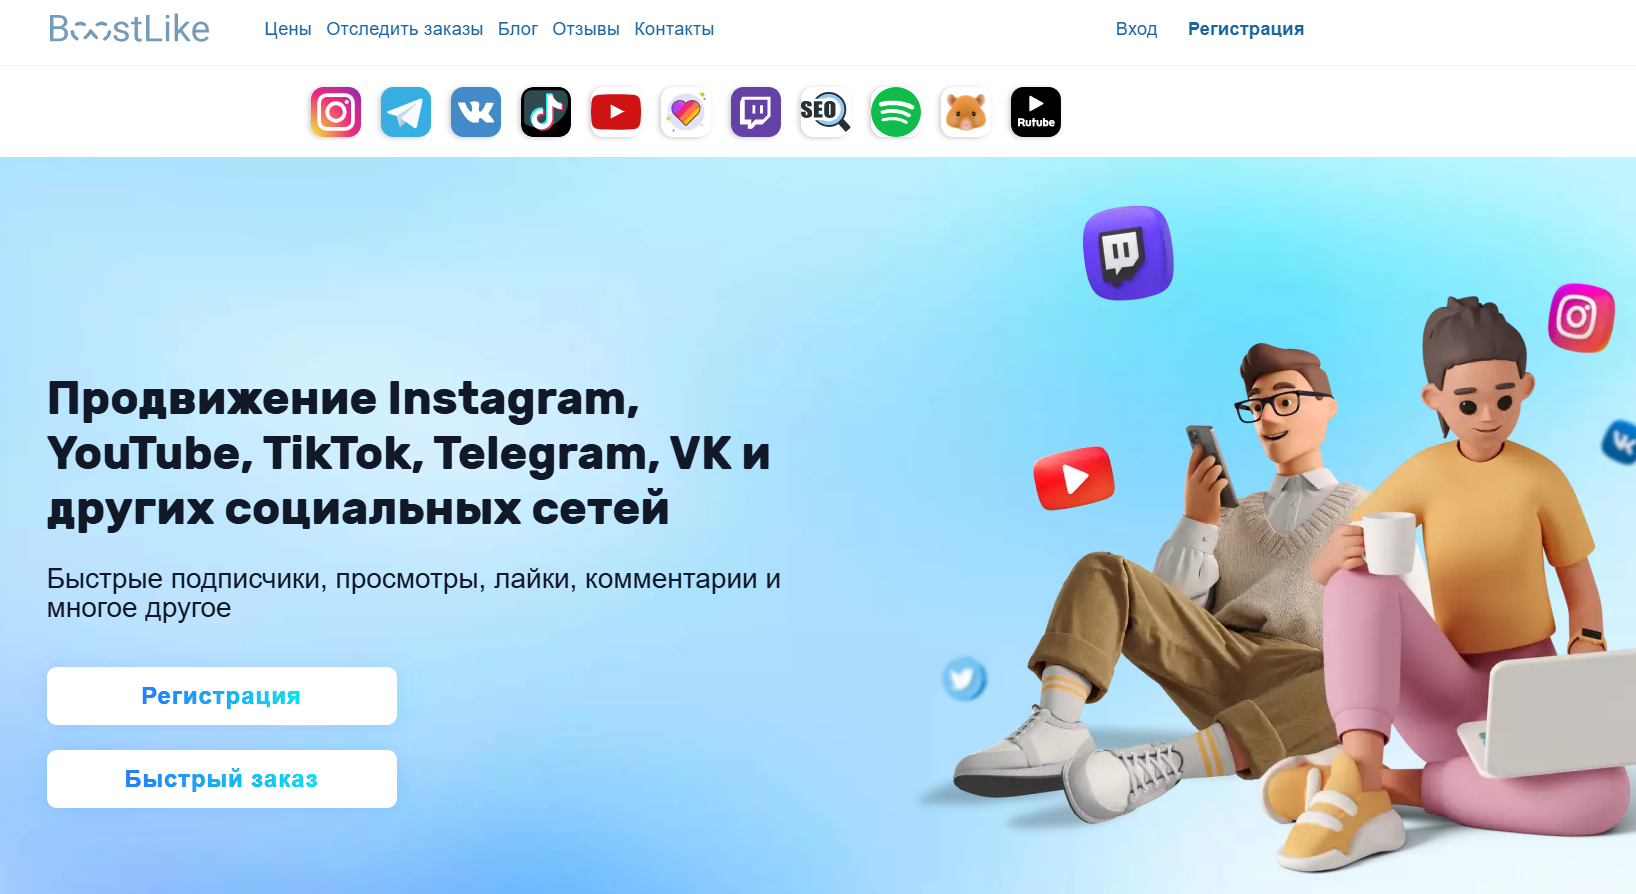 BoostLike
Цены Отследить заказы Блог Отзывы Контакты
Вход Регистрация
SEO
Rufube
Продвижение Instagram,
YouTube, TikTok, Telegram, VK и
других социальных сетей
Быстрые подписчики, просмотры, лайки, комментарии и
многое другое
Регистрация
Быстрый заказ